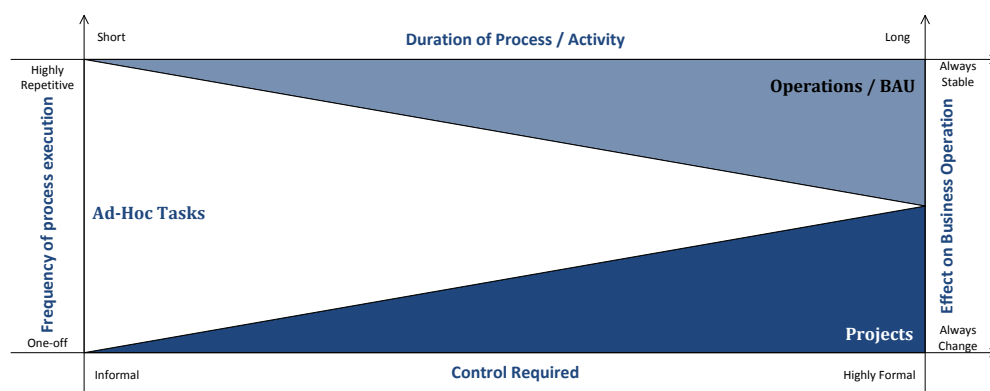 Short
Duration of Process / Activity
Long
Highly
Repetitive
Always
Stable
Operations / BAU
Frequency of process execution
Ad-Hoc Tasks
Effect on Business Operation
Projects
One-off
Always
Change
Informal
Control Required
Highly Formal